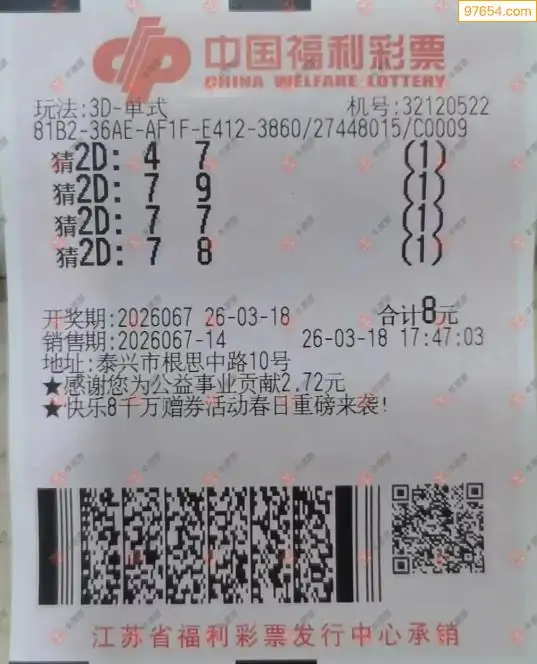 97654.com
中国福利彩票
CHINA WELFARE LOTTERY
玩法:3D-单式 机号:32120522
81B2-36AE-AF1F-E412-3860/27448015/C0009
猜2D: 4 7 (1)
猜2D: 7 9 (1)
猜2D: 7 7 (1)
猜2D: 7 8 (1)
开奖期:2026067 26-03-18 合计8元
销售期:2026067-14 26-03-18 17:47:03
地址:泰兴市根思中路10号
★感谢您为公益事业贡献2.72元
★快乐8千万赠券活动春日重磅来袭!
江苏省福利彩票发行中心承销